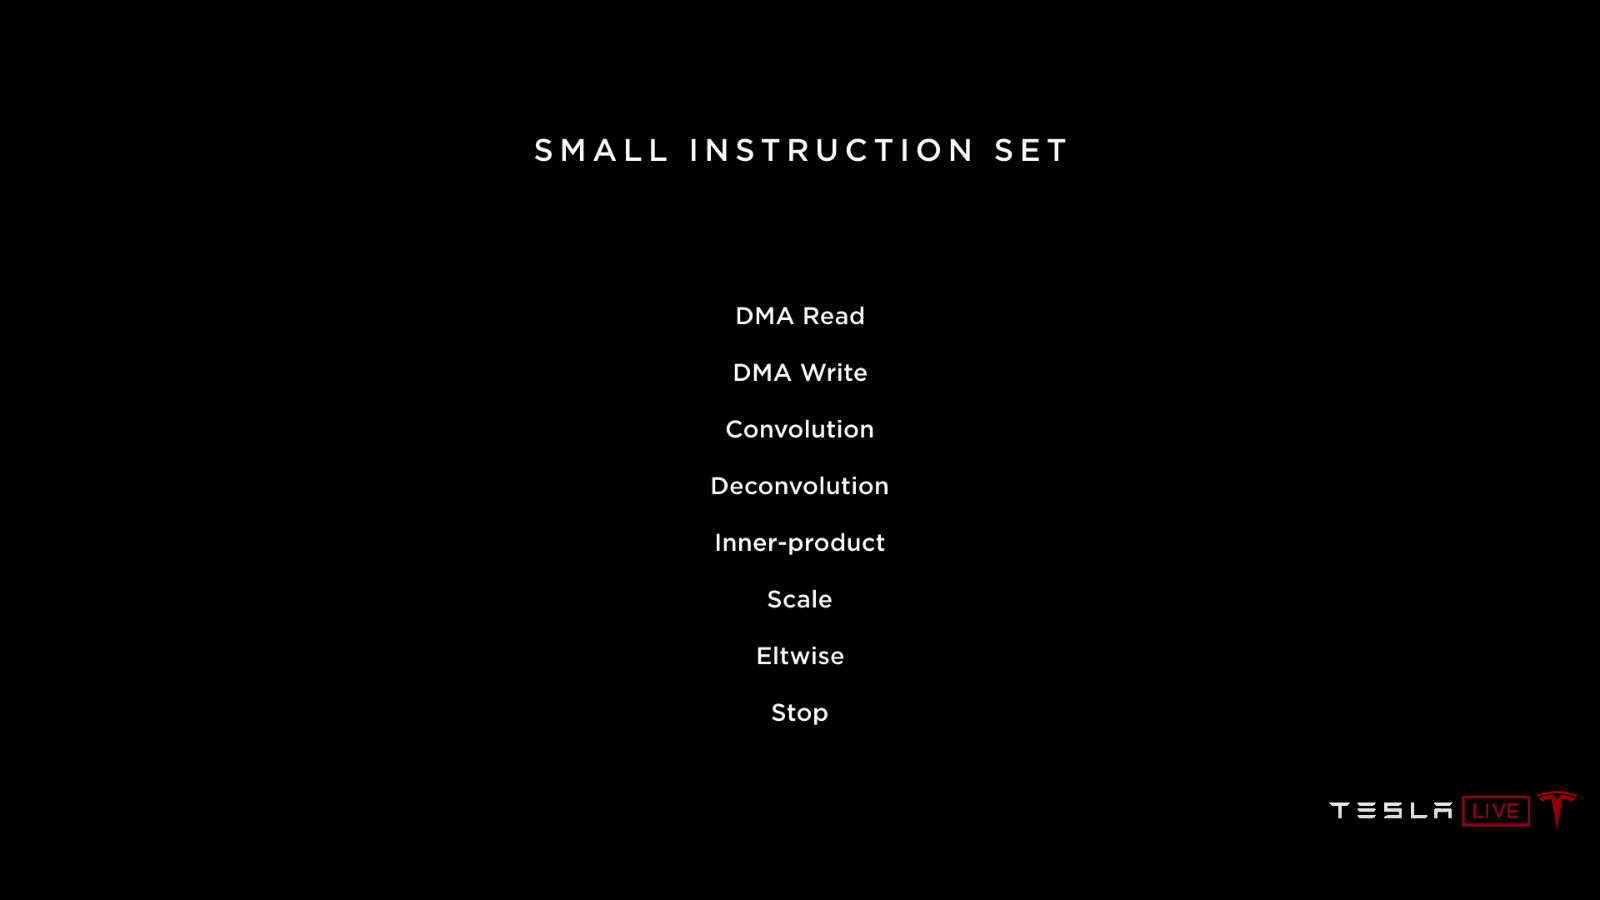 SMALL INSTRUCTION SET
DMA Read
DMA Write
Convolution
Deconvolution
Inner-product
Scale
Eltwise
Stop
TESLA LIVE